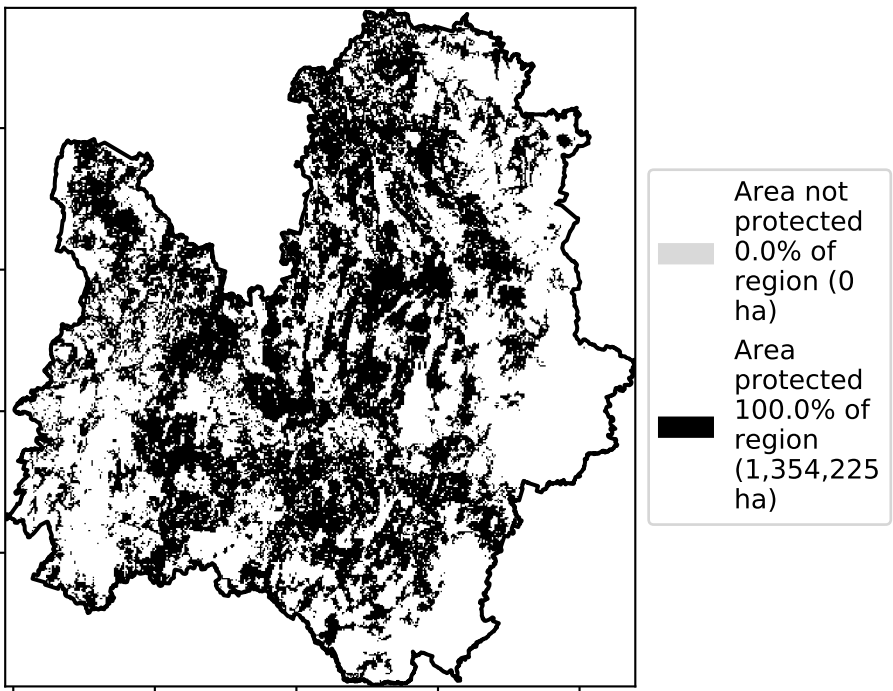 Area not
protected
0.0% of
region (0
ha)
Area
protected
100.0% of
region
(1,354,225
ha)